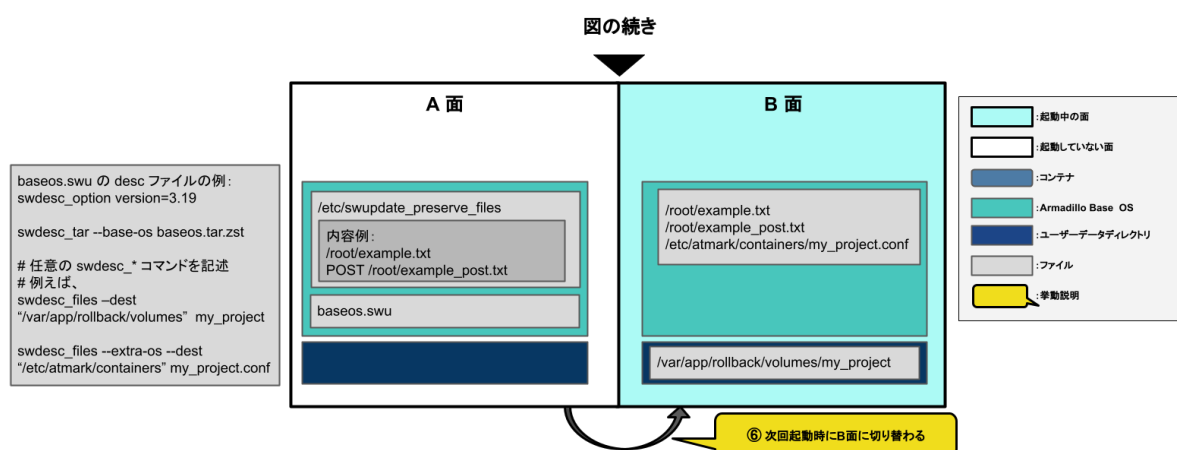 図の続き
A 面
B 面
baseos.swu の desc ファイルの例：
swdesc_option version=3.19
swdesc_tar --base-os baseos.tar.zst
# 任意の swdesc_* コマンドを記述
# 例えば、
swdesc_files –dest
“/var/app/rollback/volumes” my_project
swdesc_files --extra-os --dest
“/etc/atmark/containers” my_project.conf
/etc/swupdate_preserve_files
内容例：
/root/example.txt
POST /root/example_post.txt
baseos.swu
/root/example.txt
/root/example_post.txt
/etc/atmark/containers/my_project.conf
/var/app/rollback/volumes/my_project
⑥ 次回起動時にB面に切り替わる
:起動中の面
:起動していない面
:コンテナ
:Armadillo Base OS
:ユーザーデータディレクトリ
:ファイル
:挙動説明